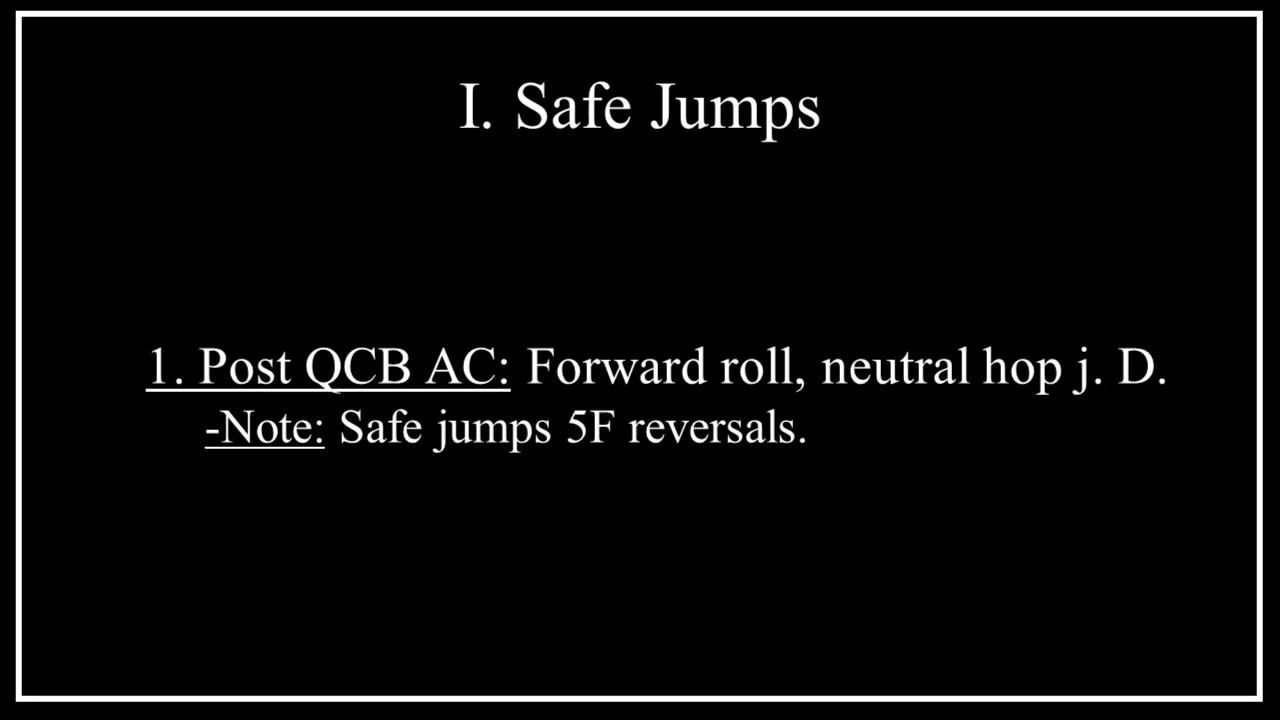 I. Safe Jumps
1. Post QCB AC: Forward roll, neutral hop j. D.
-Note: Safe jumps 5F reversals.